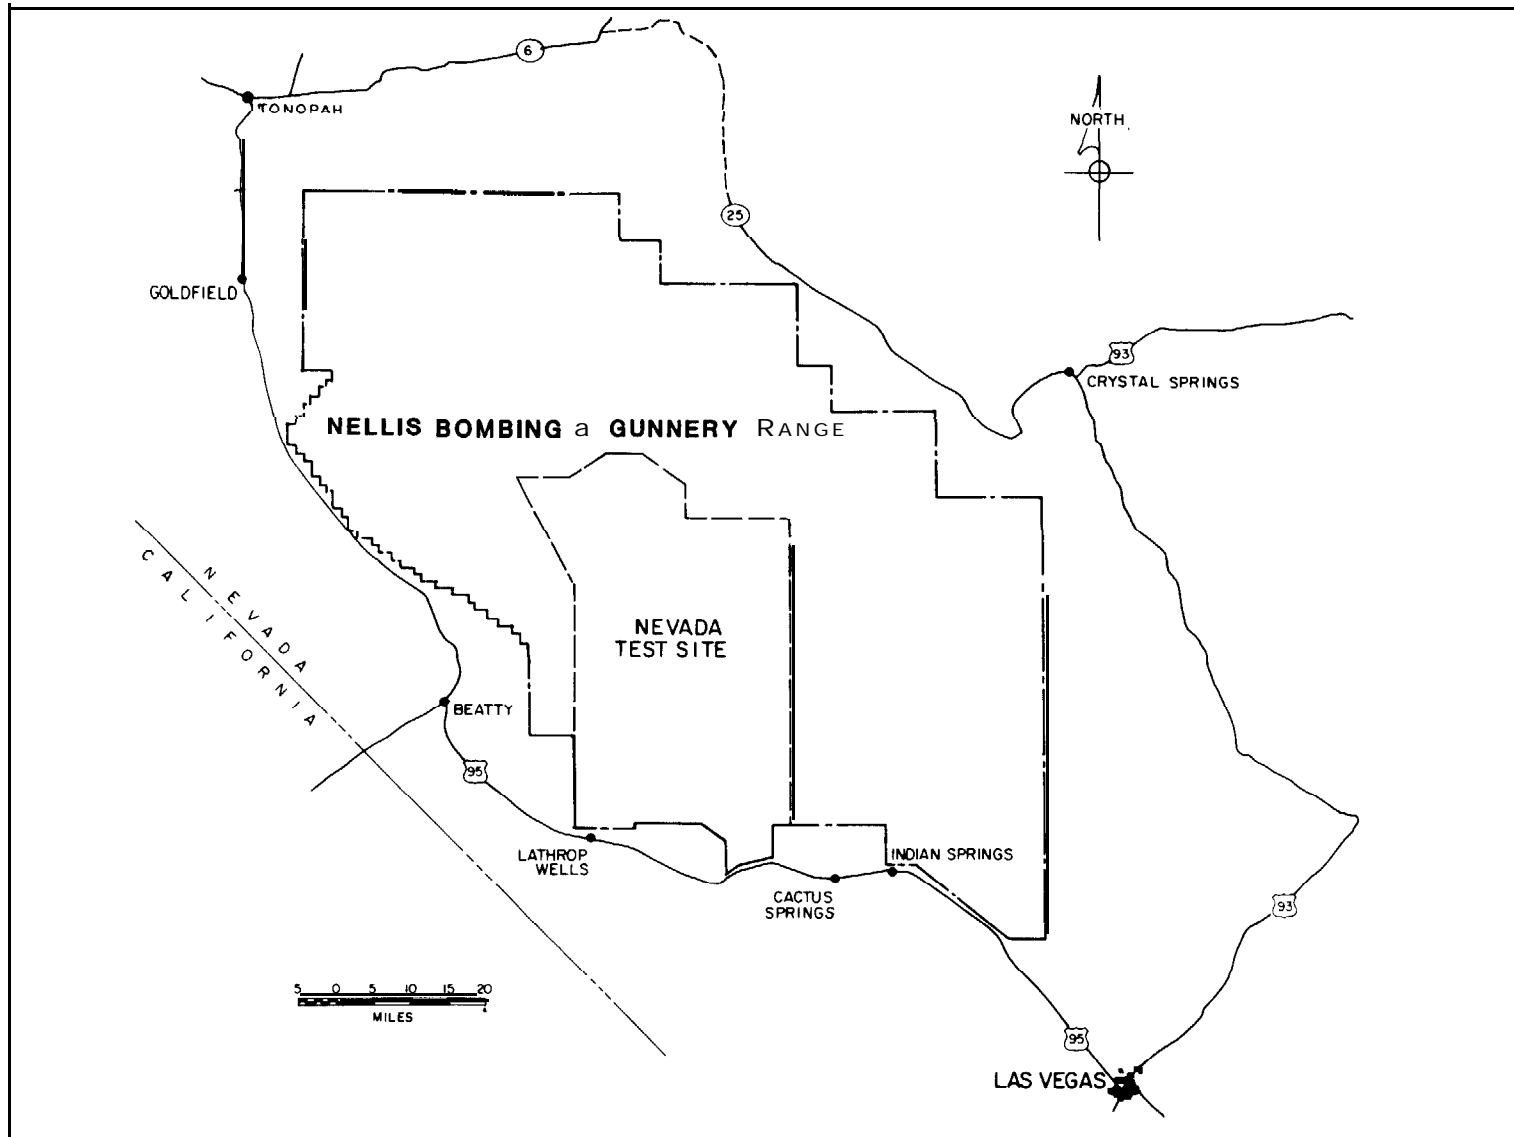 6
TONOPAH
NORTH
25
GOLDFIELD
93
CRYSTAL SPRINGS
NELLIS BOMBING a GUNNERY RANGE
NEVADA
CALIFORNIA
NEVADA
TEST SITE
BEATTY
95
LATHROP
WELLS
INDIAN SPRINGS
CACTUS
SPRINGS
93
5 0 5 10 15 20
MILES
95
LAS VEGAS